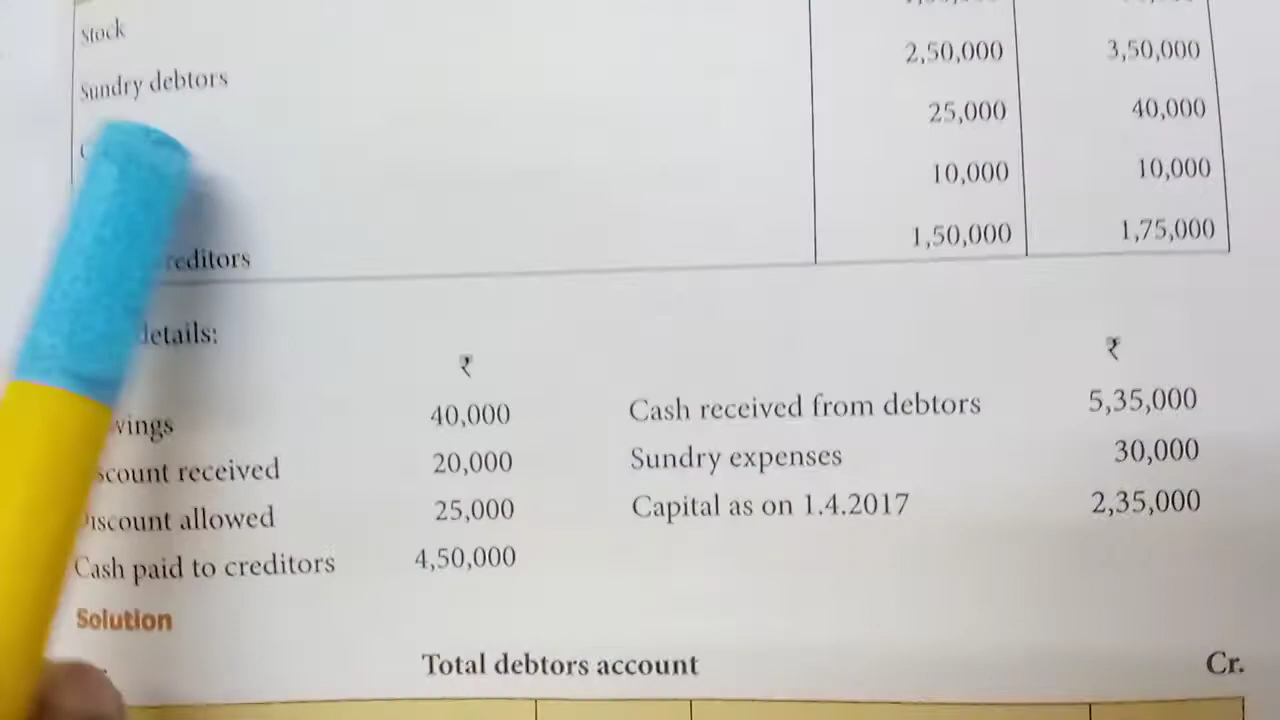 Stock
2,50,000 3,50,000
Sundry debtors
25,000 40,000
10,000 10,000
1,50,000 1,75,000
reditors
details:
₹ ₹
40,000 Cash received from debtors 5,35,000
count received 20,000 Sundry expenses 30,000
iscount allowed 25,000 Capital as on 1.4.2017 2,35,000
Cash paid to creditors 4,50,000
Solution
Total debtors account Cr.